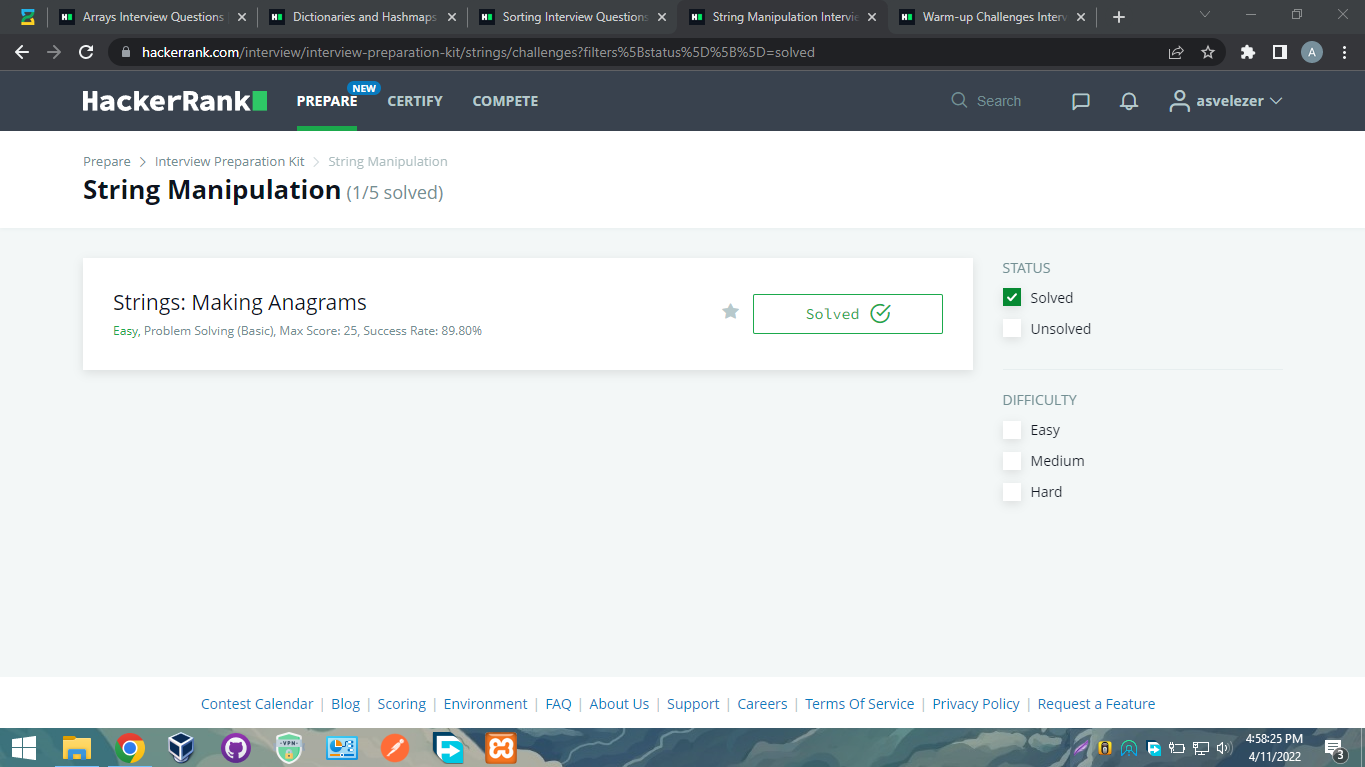 Arrays Interview Questions
Dictionaries and Hashmaps
Sorting Interview Questions
String Manipulation Intervie
Warm-up Challenges Interv
hackerrank.com/interview/interview-preparation-kit/strings/challenges?filters%5Bstatus%5D%5B%5D=solved
A
HackerRank
PREPARE
NEW
CERTIFY
COMPETE
Search
asvelezer
Prepare > Interview Preparation Kit > String Manipulation
String Manipulation (1/5 solved)
Strings: Making Anagrams
Easy, Problem Solving (Basic), Max Score: 25, Success Rate: 89.80%
Solved
STATUS
Solved
Unsolved
DIFFICULTY
Easy
Medium
Hard
Contest Calendar | Blog | Scoring | Environment | FAQ | About Us | Support | Careers | Terms Of Service | Privacy Policy | Request a Feature
VPN
4:58:25 PM
4/11/2022
3